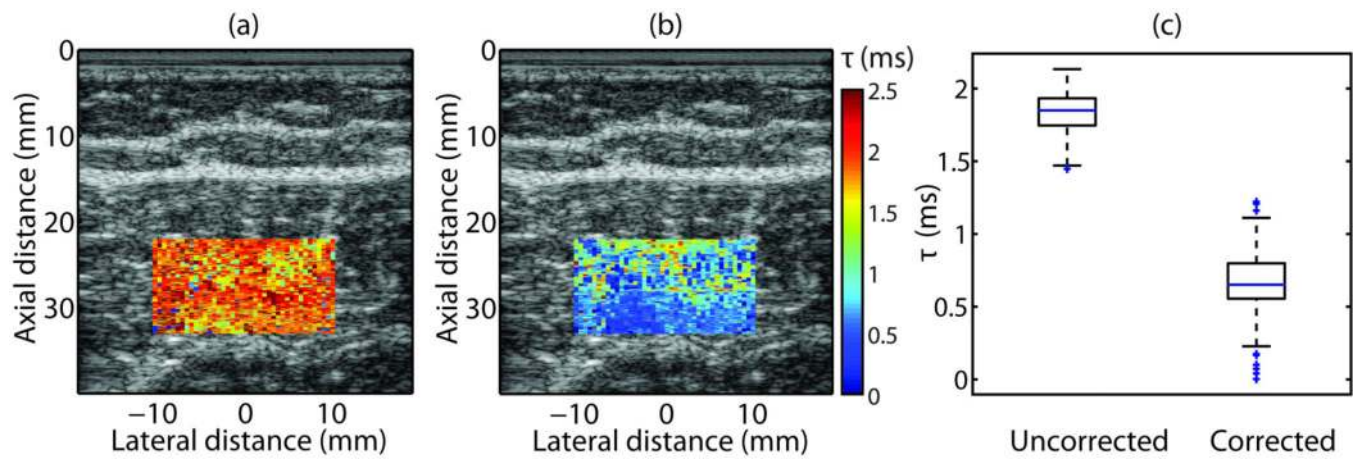 (a)
(b)
(c)
τ (ms)
0
10
20
30
Axial distance (mm)
−10 0 10
Lateral distance (mm)
0
10
20
30
Axial distance (mm)
−10 0 10
Lateral distance (mm)
2.5
2
1.5
1
0.5
0
2
1.5
1
0.5
0
τ (ms)
Uncorrected Corrected